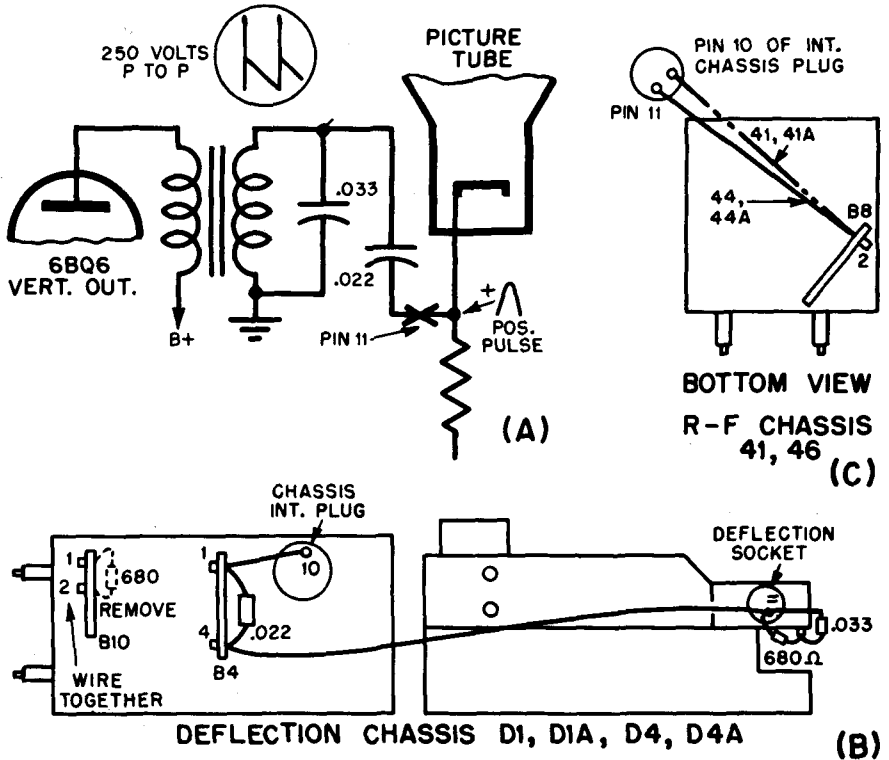 250 VOLTS
P TO P
PICTURE
TUBE
.033
.022
6BQ6
VERT. OUT.
B+
PIN 11
+
POS.
PULSE
(A)
PIN 10 OF INT.
CHASSIS PLUG
PIN 11
41, 41A
44,
44A
B8
2
BOTTOM VIEW
R-F CHASSIS
41, 46
(C)
CHASSIS
INT. PLUG
1
2
680
REMOVE
B10
WIRE
TOGETHER
1
10
4
.022
B4
DEFLECTION
SOCKET
.033
680Ω
DEFLECTION CHASSIS D1, D1A, D4, D4A
(B)